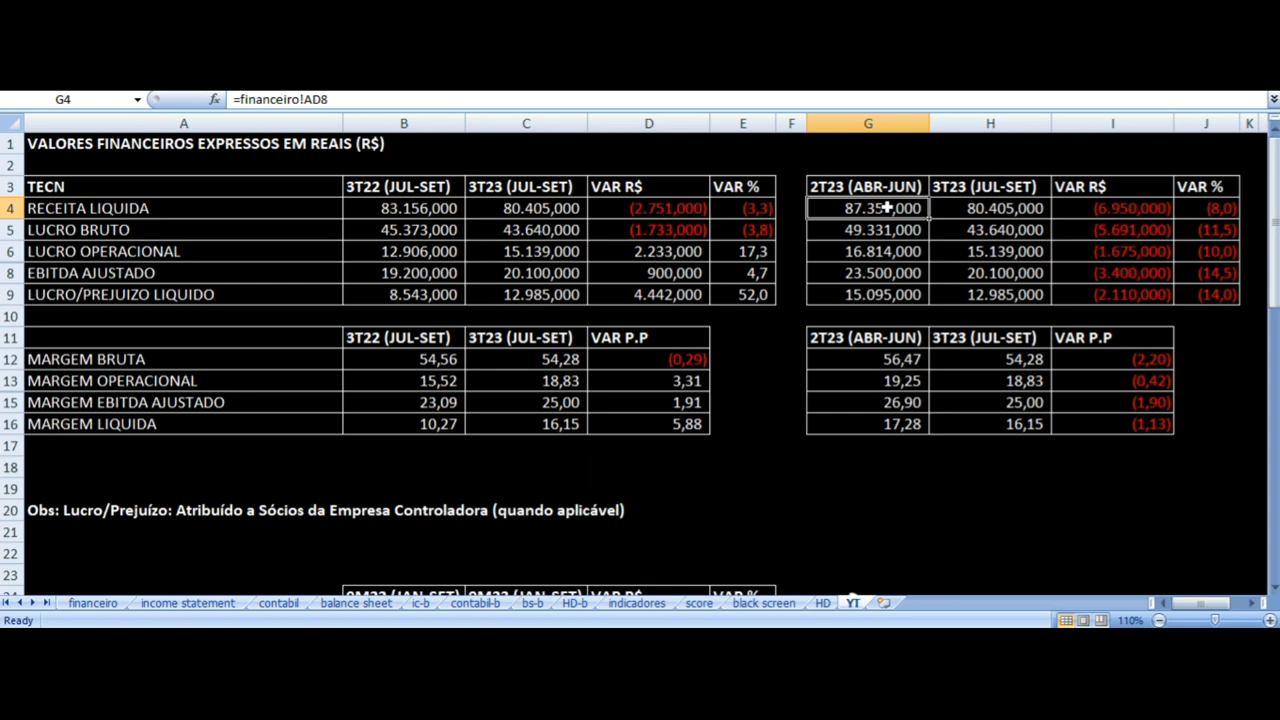 G4 fx =financeiro!AD8
A B C D E F G H I J K
1 VALORES FINANCEIROS EXPRESSOS EM REAIS (R$)
2
3 TECN 3T22 (JUL-SET) 3T23 (JUL-SET) VAR R$ VAR % 2T23 (ABR-JUN) 3T23 (JUL-SET) VAR R$ VAR %
4 RECEITA LIQUIDA 83.156,000 80.405,000 (2.751,000) (3,3) 80.405,000 (6.950,000) (8,0)
5 LUCRO BRUTO 45.373,000 43.640,000 (1.733,000) (3,8) 49.331,000 43.640,000 (5.691,000) (11,5)
6 LUCRO OPERACIONAL 12.906,000 15.139,000 2.233,000 17,3 16.814,000 15.139,000 (1.675,000) (10,0)
8 EBITDA AJUSTADO 19.200,000 20.100,000 900,000 4,7 23.500,000 20.100,000 (3.400,000) (14,5)
9 LUCRO/PREJUIZO LIQUIDO 8.543,000 12.985,000 4.442,000 52,0 15.095,000 12.985,000 (2.110,000) (14,0)
10
11 3T22 (JUL-SET) 3T23 (JUL-SET) VAR P.P 2T23 (ABR-JUN) 3T23 (JUL-SET) VAR P.P
12 MARGEM BRUTA 54,56 54,28 (0,29) 56,47 54,28 (2,20)
13 MARGEM OPERACIONAL 15,52 18,83 3,31 19,25 18,83 (0,42)
15 MARGEM EBITDA AJUSTADO 23,09 25,00 1,91 26,90 25,00 (1,90)
16 MARGEM LIQUIDA 10,27 16,15 5,88 17,28 16,15 (1,13)
17
18
19
20 Obs: Lucro/Prejuízo: Atribuído a Sócios da Empresa Controladora (quando aplicável)
21
22
23
VAR R$ VAR %
financeiro income statement contabil balance sheet ic-b contabil-b bs-b HD-b indicadores score black screen HD YT
Ready 110%